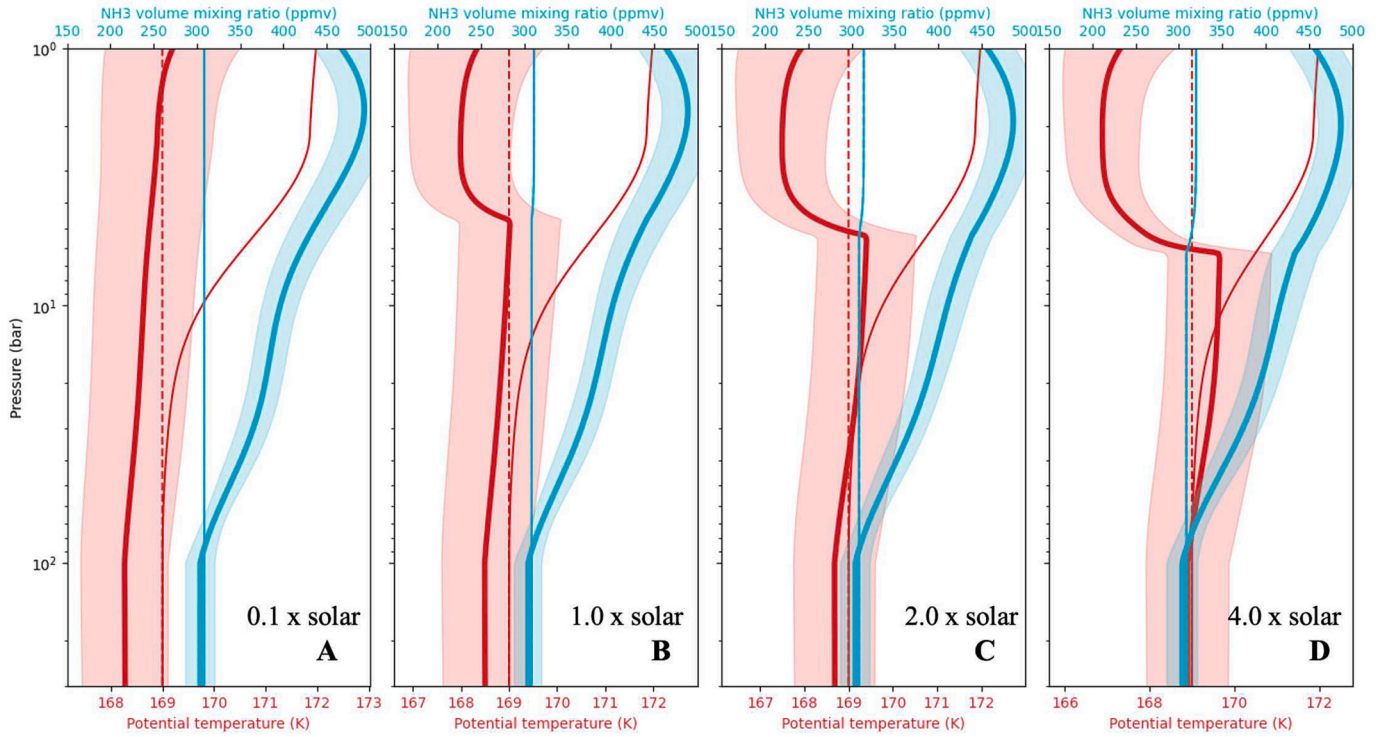 NH3 volume mixing ratio (ppmv) NH3 volume mixing ratio (ppmv) NH3 volume mixing ratio (ppmv) NH3 volume mixing ratio (ppmv)
150 200 250 300 350 400 450 500 150 200 250 300 350 400 450 500 150 200 250 300 350 400 450 500 150 200 250 300 350 400 450 500
10⁰
10¹
Pressure (bar)
10²
0.1 x solar 1.0 x solar 2.0 x solar 4.0 x solar
A B C D
168 169 170 171 172 173 167 168 169 170 171 172 167 168 169 170 171 172 166 168 170 172
Potential temperature (K) Potential temperature (K) Potential temperature (K) Potential temperature (K)